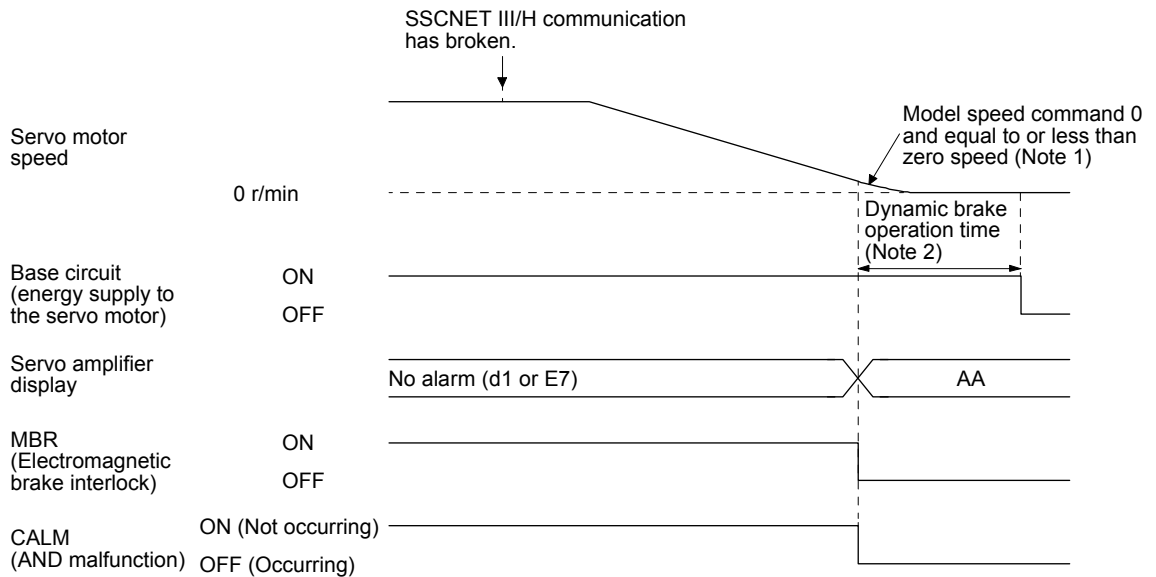 SSCNET III/H communication
has broken.
Model speed command 0
and equal to or less than
zero speed (Note 1)
Servo motor
speed
0 r/min
Dynamic brake
operation time
(Note 2)
Base circuit
(energy supply to
the servo motor)
ON
OFF
Servo amplifier
display
No alarm (d1 or E7)
AA
MBR
(Electromagnetic
brake interlock)
ON
OFF
CALM
(AND malfunction)
ON (Not occurring)
OFF (Occurring)